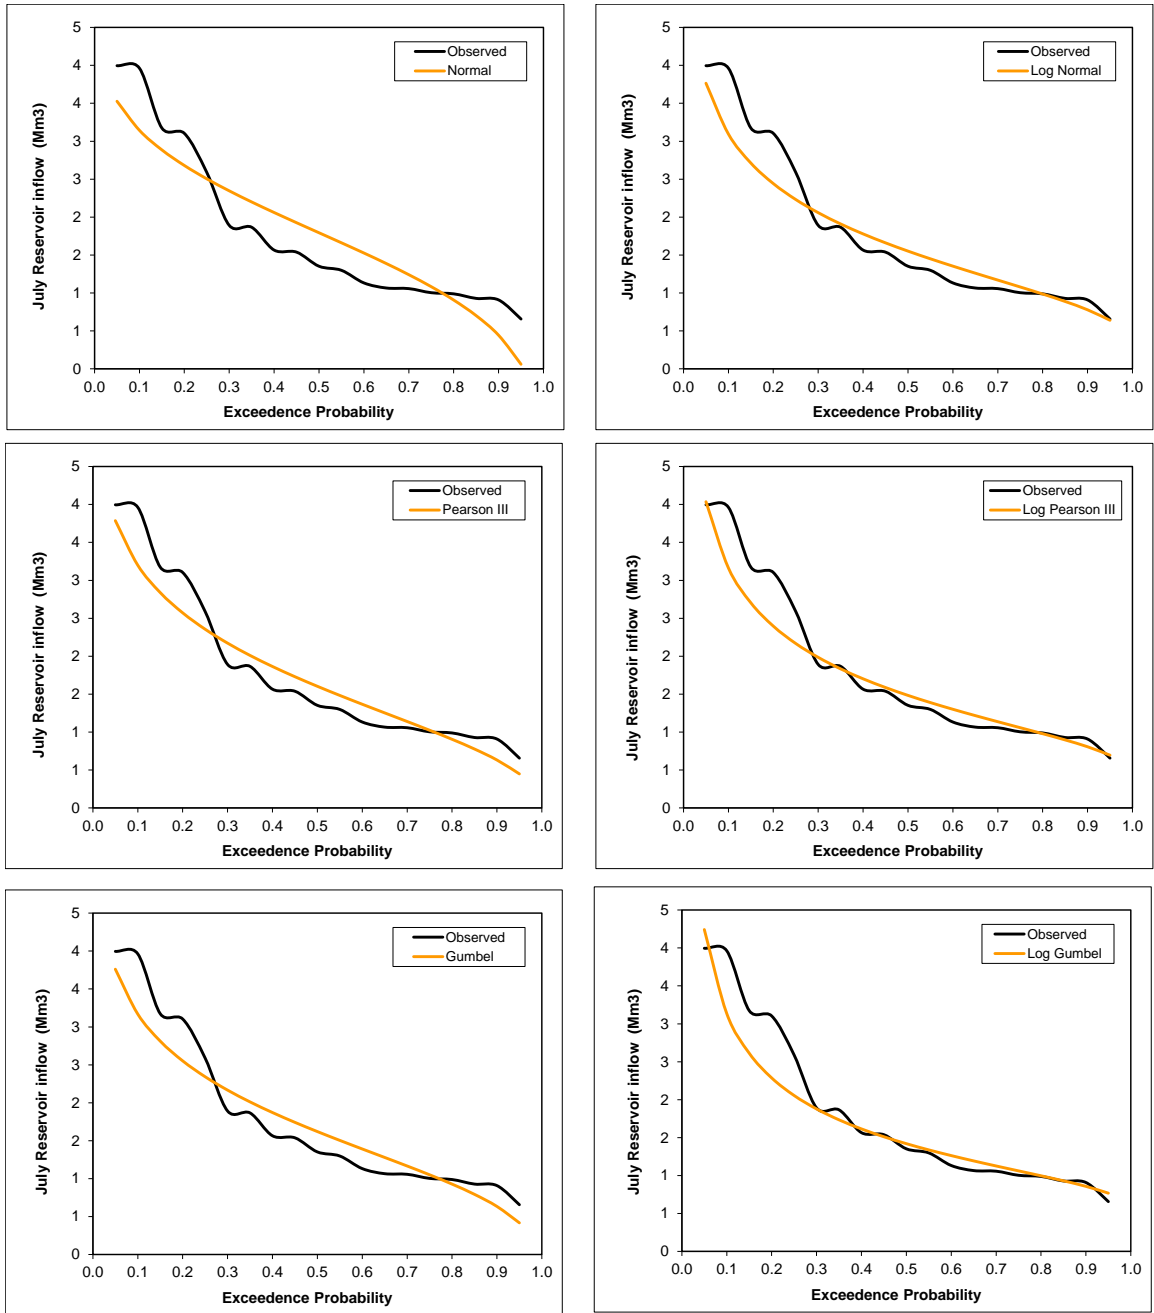 5
4
4
3
3
2
2
1
1
0
July Reservoir inflow (Mm3)
Observed
Normal
0.0 0.1 0.2 0.3 0.4 0.5 0.6 0.7 0.8 0.9 1.0
Exceedence Probability
5
4
4
3
3
2
2
1
1
0
July Reservoir inflow (Mm3)
Observed
Log Normal
0.0 0.1 0.2 0.3 0.4 0.5 0.6 0.7 0.8 0.9 1.0
Exceedence Probability
5
4
4
3
3
2
2
1
1
0
July Reservoir inflow (Mm3)
Observed
Pearson III
0.0 0.1 0.2 0.3 0.4 0.5 0.6 0.7 0.8 0.9 1.0
Exceedence Probability
5
4
4
3
3
2
2
1
1
0
July Reservoir inflow (Mm3)
Observed
Log Pearson III
0.0 0.1 0.2 0.3 0.4 0.5 0.6 0.7 0.8 0.9 1.0
Exceedence Probability
5
4
4
3
3
2
2
1
1
0
July Reservoir inflow (Mm3)
Observed
Gumbel
0.0 0.1 0.2 0.3 0.4 0.5 0.6 0.7 0.8 0.9 1.0
Exceedence Probability
5
4
4
3
3
2
2
1
1
0
July Reservoir inflow (Mm3)
Observed
Log Gumbel
0.0 0.1 0.2 0.3 0.4 0.5 0.6 0.7 0.8 0.9 1.0
Exceedence Probability